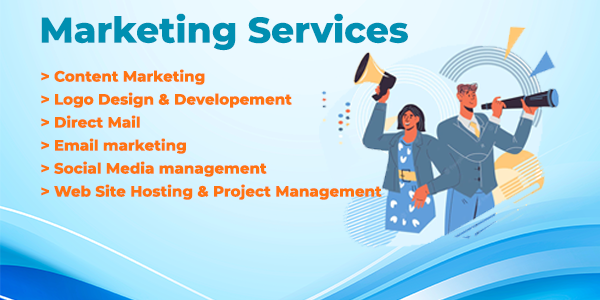 Marketing Services
> Content Marketing
> Logo Design & Developement
> Direct Mail
> Email marketing
> Social Media management
> Web Site Hosting & Project Management